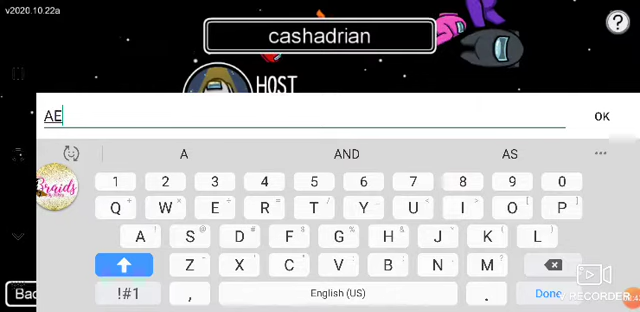 v2020.10.22a
?
cashadrian
HOST
AE
OK
A AND AS ...
1 2 3 4 5 6 7 8 9 0
Q W E R T Y U I O P
A S D F G H J K L
Braids
Z X C V B N M
!#1 , English (US) . Done
V RECORDER
Bac